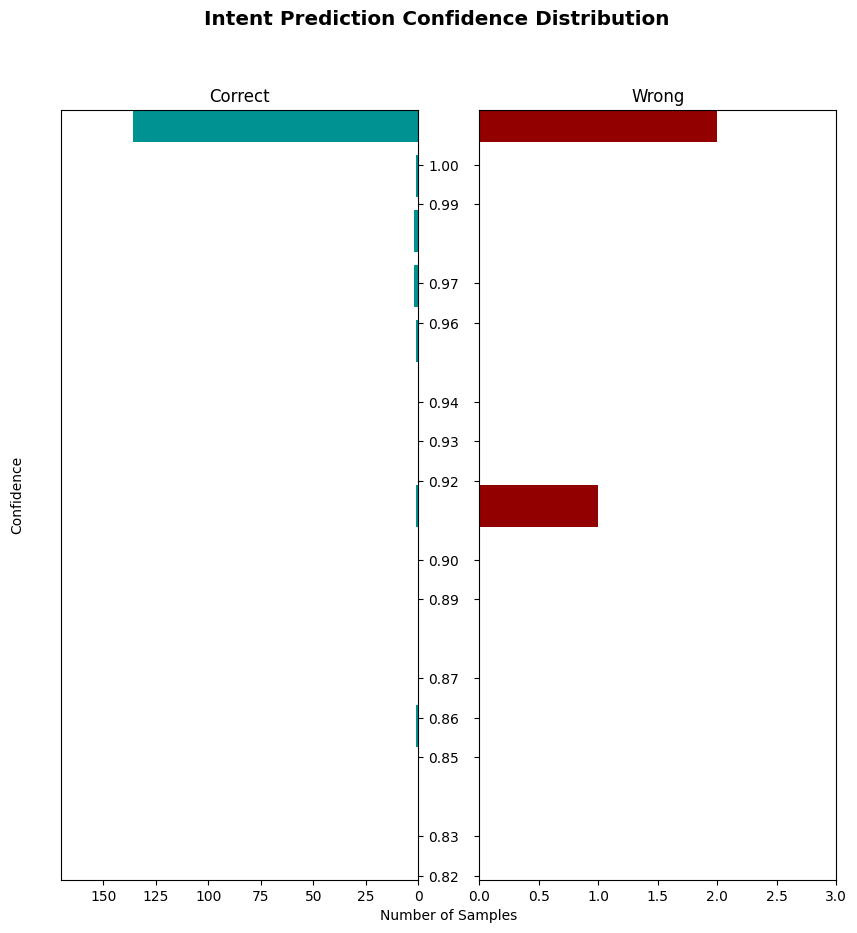 Intent Prediction Confidence Distribution
Correct
Wrong
1.00
0.99
0.97
0.96
0.94
0.93
0.92
0.90
0.89
0.87
0.86
0.85
0.83
0.82
Confidence
150 125 100 75 50 25 0
0.0 0.5 1.0 1.5 2.0 2.5 3.0
Number of Samples